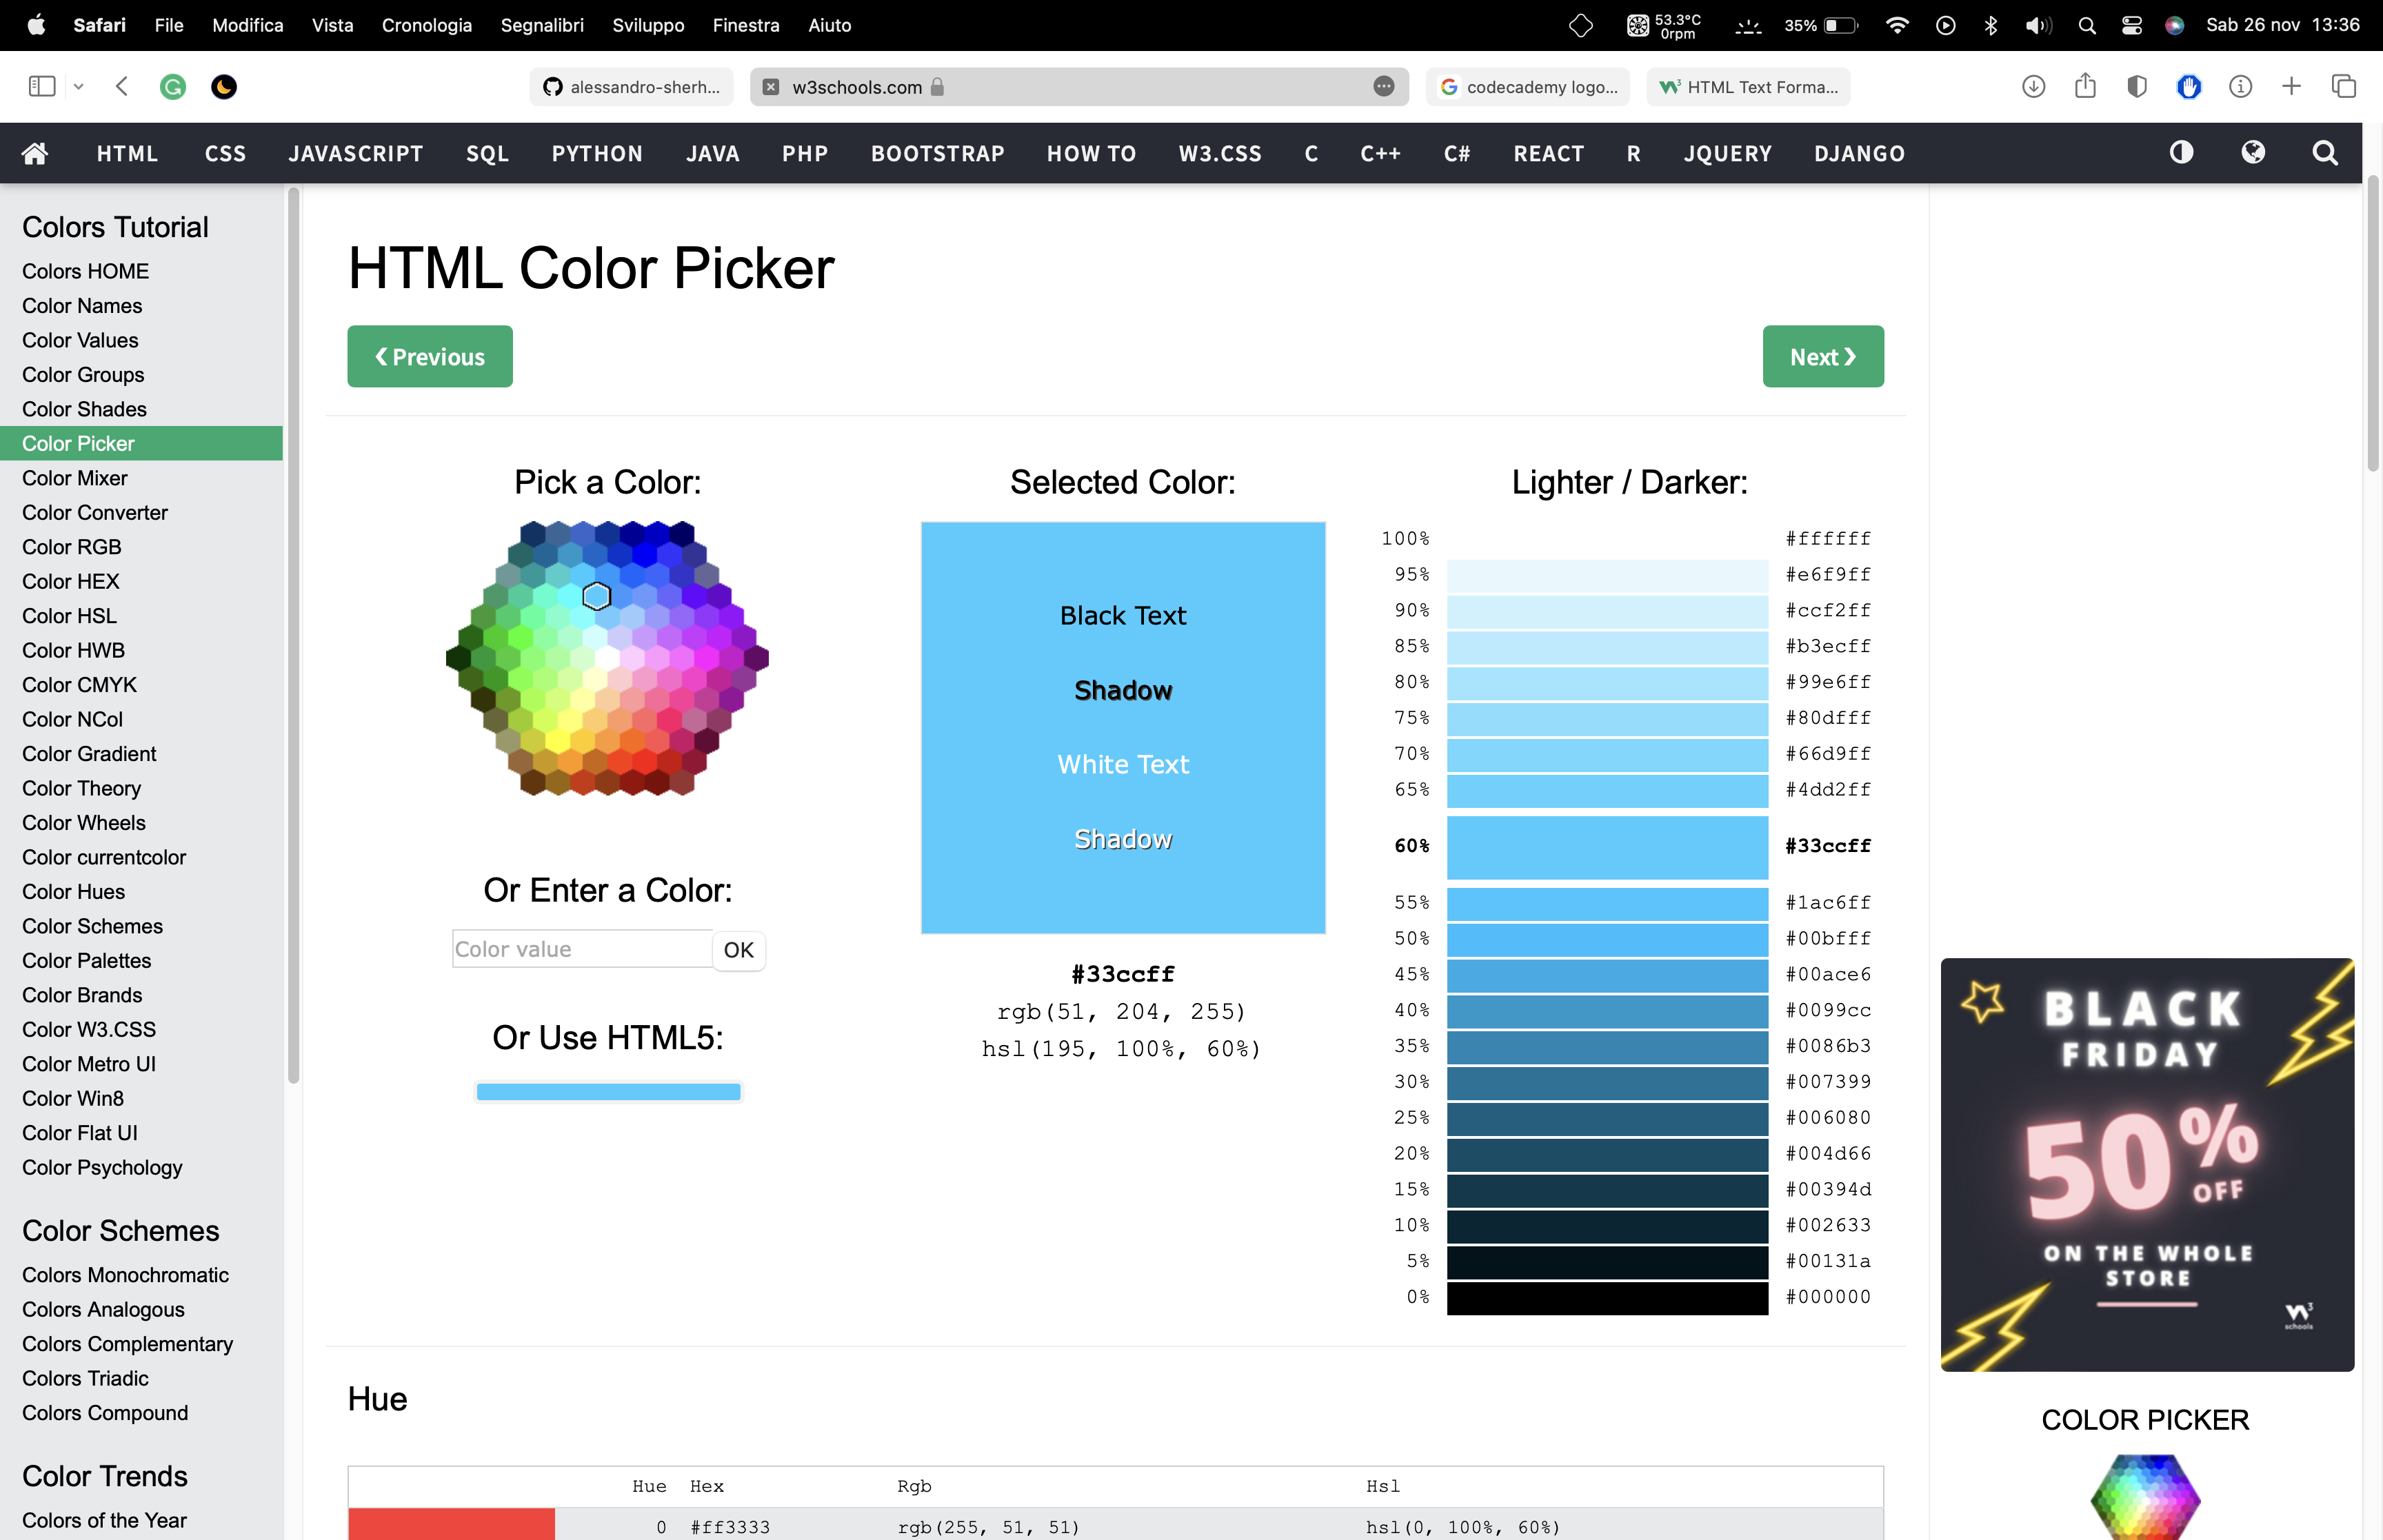 Safari File Modifica Vista Cronologia Segnalibri Sviluppo Finestra Aiuto 53.3°C 0rpm 35% Sab 26 nov 13:36
alessandro-sherh... w3schools.com codecademy logo... HTML Text Forma...
HTML CSS JAVASCRIPT SQL PYTHON JAVA PHP BOOTSTRAP HOW TO W3.CSS C C++ C# REACT R JQUERY DJANGO
Colors Tutorial
Colors HOME
Color Names
Color Values
Color Groups
Color Shades
Color Picker
Color Mixer
Color Converter
Color RGB
Color HEX
Color HSL
Color HWB
Color CMYK
Color NCol
Color Gradient
Color Theory
Color Wheels
Color currentcolor
Color Hues
Color Schemes
Color Palettes
Color Brands
Color W3.CSS
Color Metro UI
Color Win8
Color Flat UI
Color Psychology
Color Schemes
Colors Monochromatic
Colors Analogous
Colors Complementary
Colors Triadic
Colors Compound
Color Trends
Colors of the Year
HTML Color Picker
❮ Previous
Next ❯
Pick a Color:
Or Enter a Color:
Color value OK
Or Use HTML5:
Selected Color:
Black Text
Shadow
White Text
Shadow
#33ccff
rgb(51, 204, 255)
hsl(195, 100%, 60%)
Lighter / Darker:
100% #ffffff
95% #e6f9ff
90% #ccf2ff
85% #b3ecff
80% #99e6ff
75% #80dfff
70% #66d9ff
65% #4dd2ff
60% #33ccff
55% #1ac6ff
50% #00bfff
45% #00ace6
40% #0099cc
35% #0086b3
30% #007399
25% #006080
20% #004d66
15% #00394d
10% #002633
5% #00131a
0% #000000
Hue
Hue Hex Rgb Hsl
0 #ff3333 rgb(255, 51, 51) hsl(0, 100%, 60%)
BLACK
FRIDAY
50%
OFF
ON THE WHOLE
STORE
w3
schools
COLOR PICKER